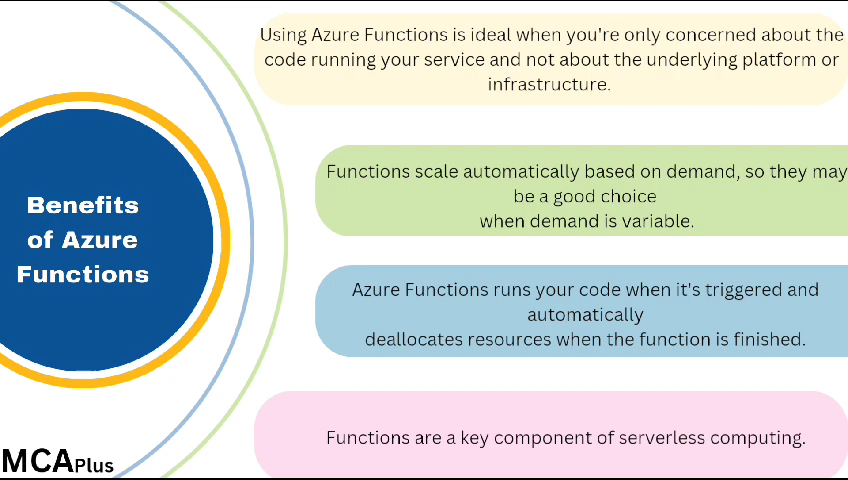 Using Azure Functions is ideal when you're only concerned about the
code running your service and not about the underlying platform or
infrastructure.
Functions scale automatically based on demand, so they may
be a good choice
when demand is variable.
Benefits
of Azure
Functions
Azure Functions runs your code when it's triggered and
automatically
deallocates resources when the function is finished.
Functions are a key component of serverless computing.
MCAPlus